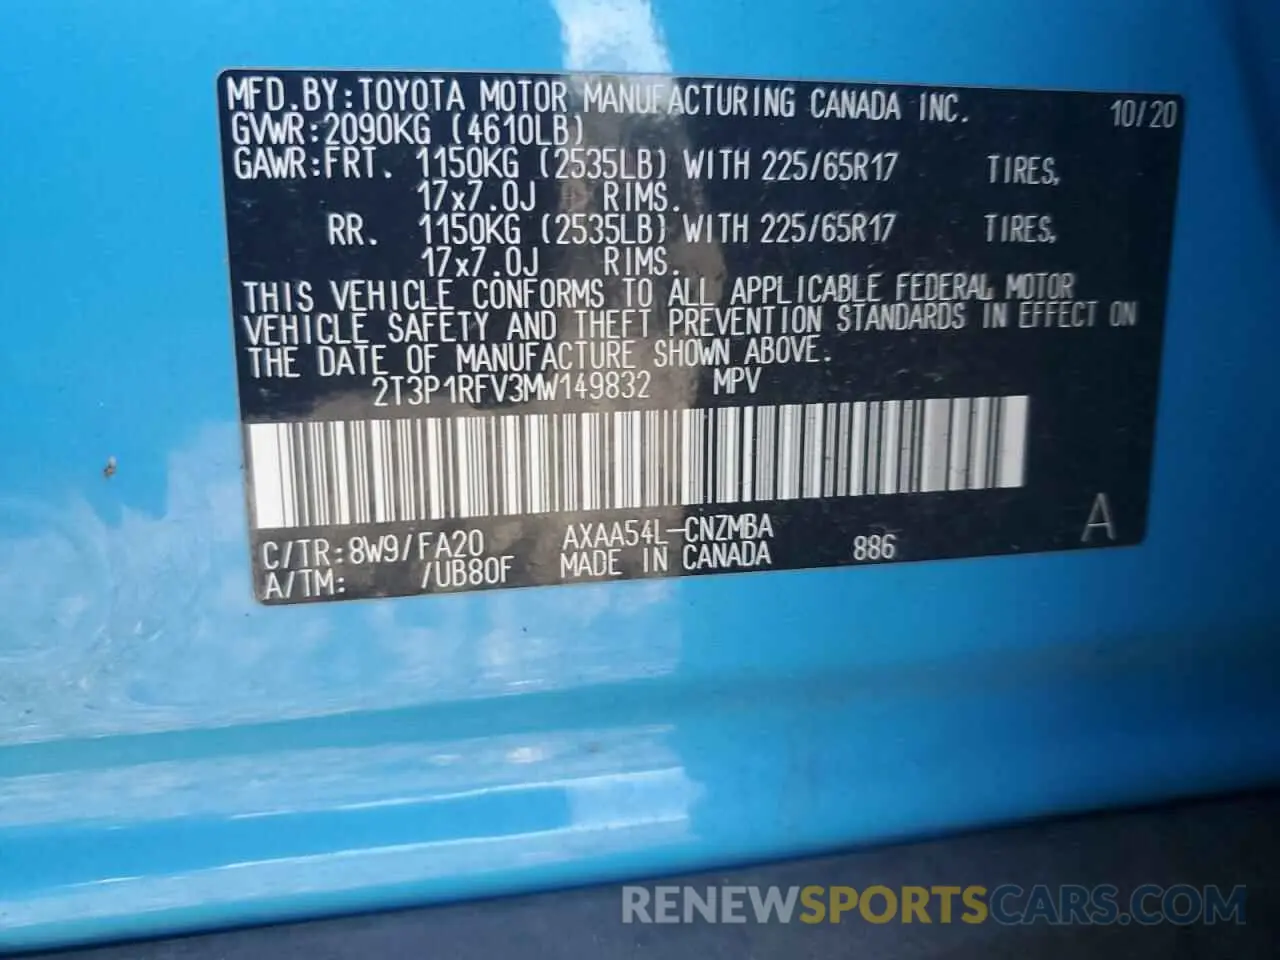 MFD.BY:TOYOTA MOTOR MANUFACTURING CANADA INC. 10/20
GVWR:2090KG (4610LB)
GAWR:FRT. 1150KG (2535LB) WITH 225/65R17 TIRES,
17x7.0J RIMS.
RR. 1150KG (2535LB) WITH 225/65R17 TIRES,
17x7.0J RIMS.
THIS VEHICLE CONFORMS TO ALL APPLICABLE FEDERAL MOTOR
VEHICLE SAFETY AND THEFT PREVENTION STANDARDS IN EFFECT ON
THE DATE OF MANUFACTURE SHOWN ABOVE.
2T3P1RFV3MW149832 MPV
C/TR:8W9/FA20 AXAA54L-CNZMBA
A/TM: /UB80F MADE IN CANADA 886 A
RENEWSPORTSCARS.COM